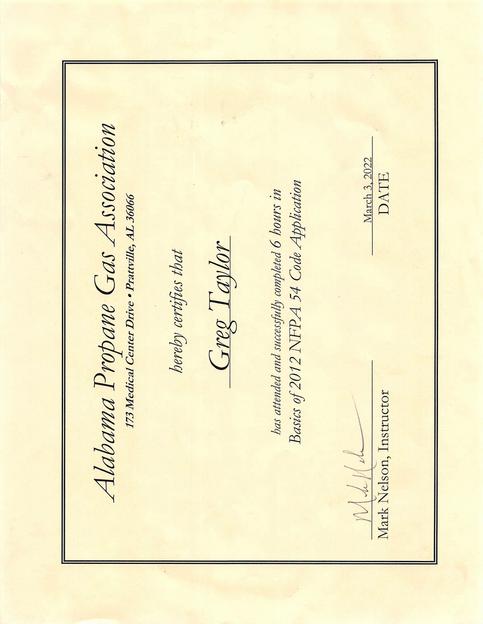 Alabama Propane Gas Association
173 Medical Center Drive • Prattville, AL 36066
hereby certifies that
Greg Taylor
has attended and successfully completed 6 hours in
Basics of 2012 NFPA 54 Code Application
March 3, 2022
Mark Nelson, Instructor
DATE